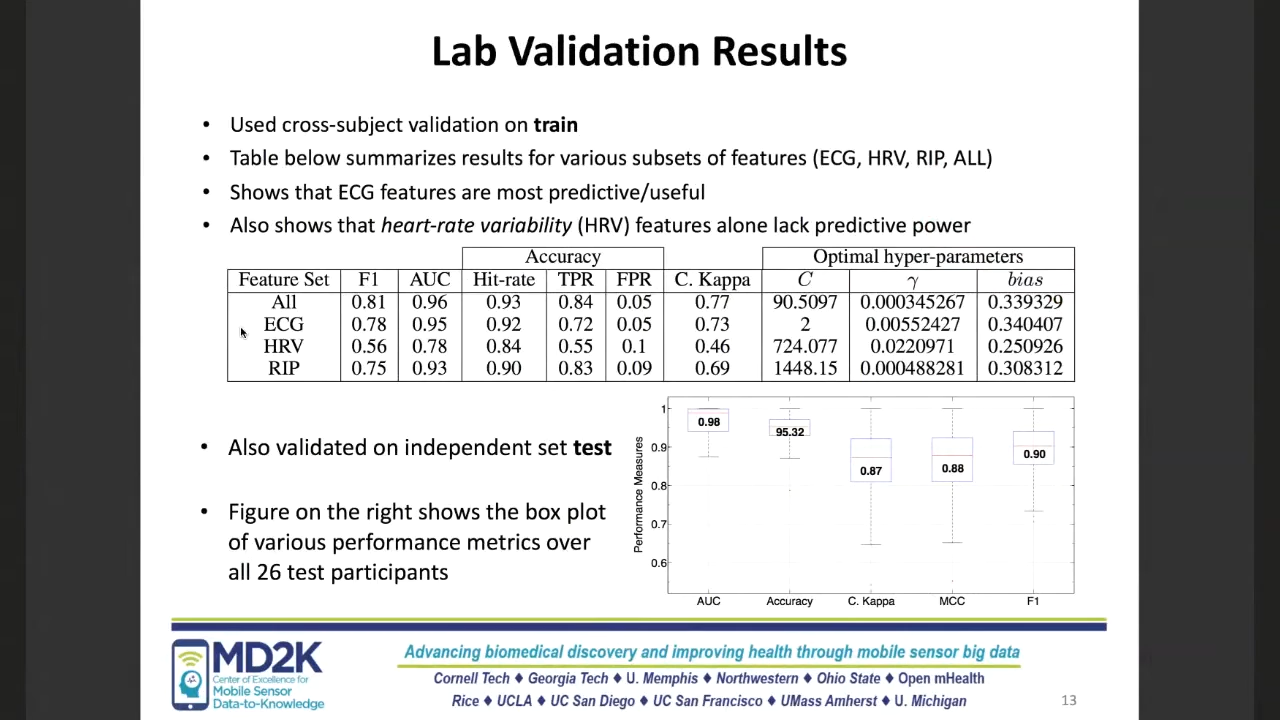 Lab Validation Results
• Used cross-subject validation on train
• Table below summarizes results for various subsets of features (ECG, HRV, RIP, ALL)
• Shows that ECG features are most predictive/useful
• Also shows that heart-rate variability (HRV) features alone lack predictive power
Accuracy Optimal hyper-parameters
Feature Set F1 AUC Hit-rate TPR FPR C. Kappa C γ bias
All 0.81 0.96 0.93 0.84 0.05 0.77 90.5097 0.000345267 0.339329
ECG 0.78 0.95 0.92 0.72 0.05 0.73 2 0.00552427 0.340407
HRV 0.56 0.78 0.84 0.55 0.1 0.46 724.077 0.0220971 0.250926
RIP 0.75 0.93 0.90 0.83 0.09 0.69 1448.15 0.000488281 0.308312
• Also validated on independent set test
• Figure on the right shows the box plot
of various performance metrics over
all 26 test participants
Performance Measures
1
0.9
0.8
0.7
0.6
0.98 95.32 0.87 0.88 0.90
AUC Accuracy C. Kappa MCC F1
MD2K
Center of Excellence for
Mobile Sensor
Data-to-Knowledge
Advancing biomedical discovery and improving health through mobile sensor big data
Cornell Tech ♦ Georgia Tech ♦ U. Memphis ♦ Northwestern ♦ Ohio State ♦ Open mHealth
Rice ♦ UCLA ♦ UC San Diego ♦ UC San Francisco ♦ UMass Amherst ♦ U. Michigan
13